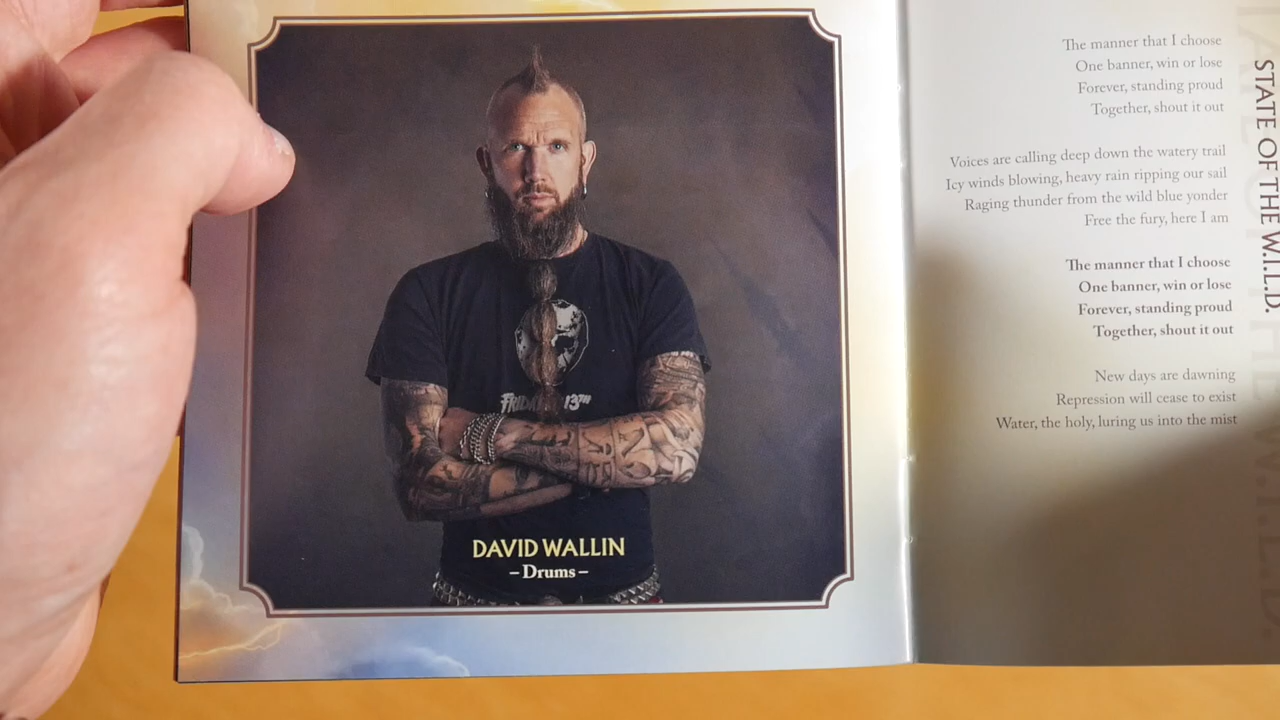 FRIDAY 13TH
DAVID WALLIN
–Drums–
The manner that I choose
One banner, win or lose
Forever, standing proud
Together, shout it out
Voices are calling deep down the watery trail
Icy winds blowing, heavy rain ripping our sail
Raging thunder from the wild blue yonder
Free the fury, here I am
The manner that I choose
One banner, win or lose
Forever, standing proud
Together, shout it out
New days are dawning
Repression will cease to exist
Water, the holy, luring us into the mist
STATE OF THE W.I.L.D.